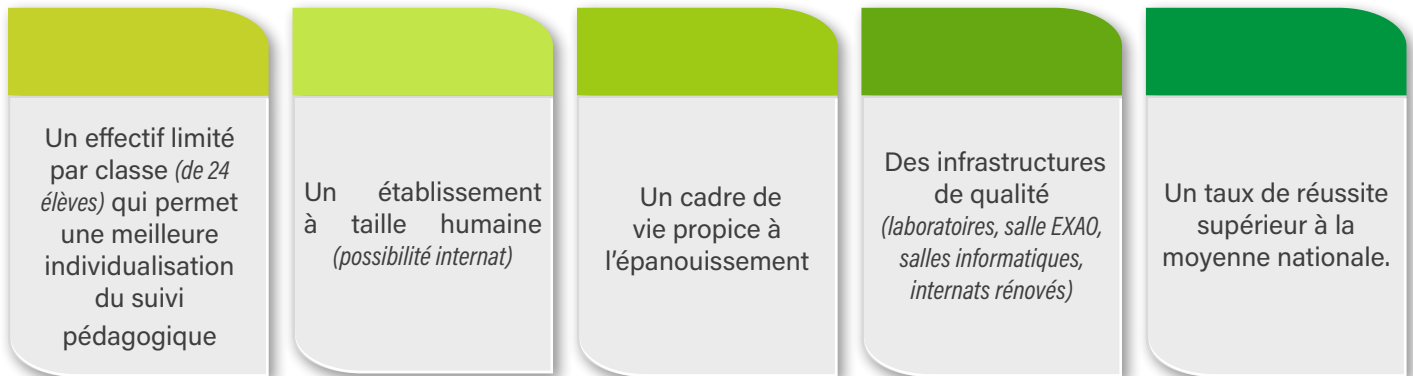 Un effectif limité
par classe (de 24
élèves) qui permet
une meilleure
individualisation
du suivi
pédagogique
Un établissement
à taille humaine
(possibilité internat)
Un cadre de
vie propice à
l'épanouissement
Des infrastructures
de qualité
(laboratoires, salle EXAO,
salles informatiques,
internats rénovés)
Un taux de réussite
supérieur à la
moyenne nationale.